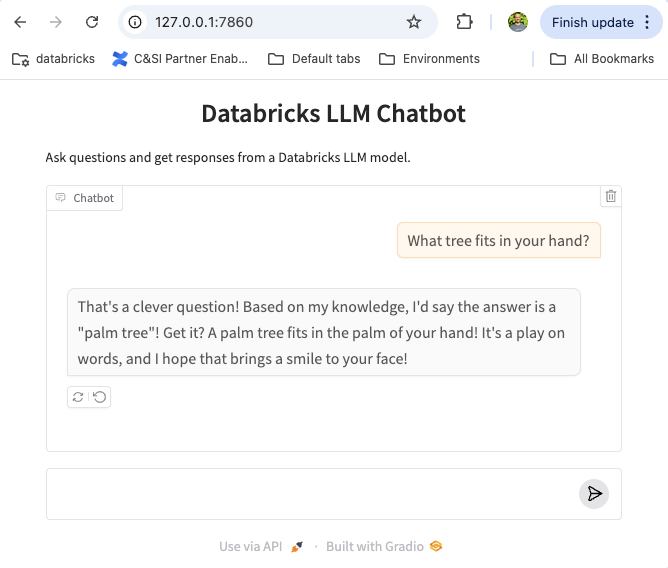 127.0.0.1:7860
Finish update
databricks
C&SI Partner Enab...
Default tabs
Environments
All Bookmarks
Databricks LLM Chatbot
Ask questions and get responses from a Databricks LLM model.
Chatbot
What tree fits in your hand?
That's a clever question! Based on my knowledge, I'd say the answer is a
"palm tree"! Get it? A palm tree fits in the palm of your hand! It's a play on
words, and I hope that brings a smile to your face!
Use via API · Built with Gradio